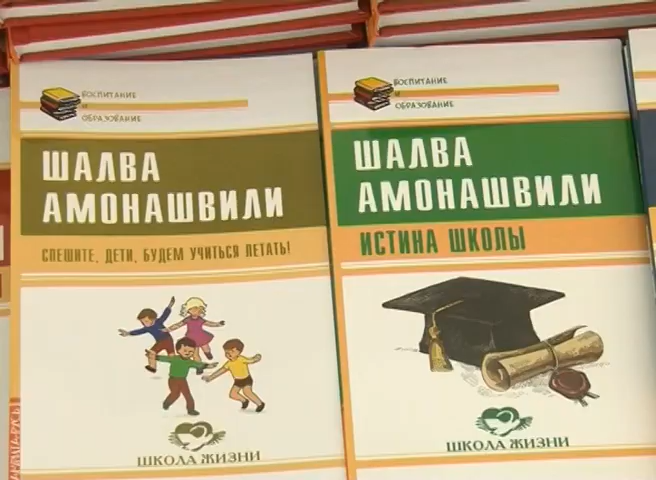 ВОСПИТАНИЕ
И
ОБРАЗОВАНИЕ
ШАЛВА
АМОНАШВИЛИ
СПЕШИТЕ, ДЕТИ, БУДЕМ УЧИТЬСЯ ЛЕТАТЬ!
ШКОЛА ЖИЗНИ
ВОСПИТАНИЕ
И
ОБРАЗОВАНИЕ
ШАЛВА
АМОНАШВИЛИ
ИСТИНА ШКОЛЫ
ШКОЛА ЖИЗНИ